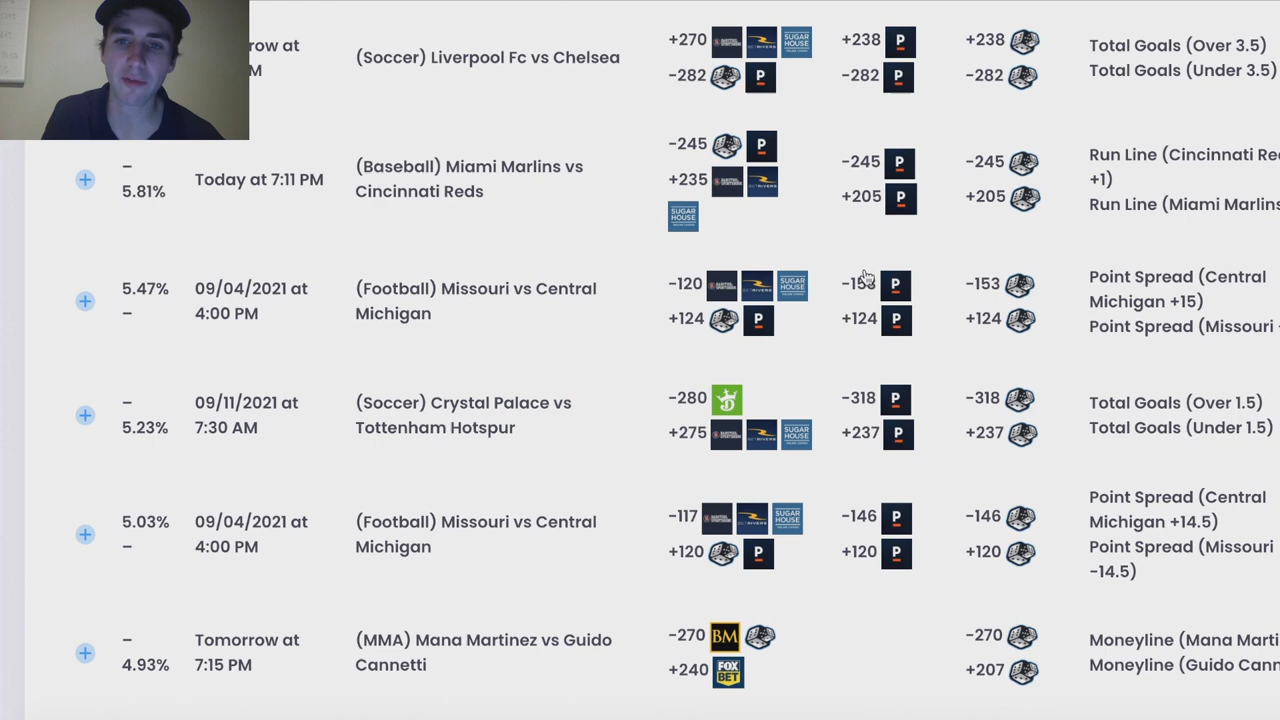 row at
M
(Soccer) Liverpool Fc vs Chelsea
+270 SUGAR HOUSE
-282 P
+238 P
-282 P
+238
-282
Total Goals (Over 3.5)
Total Goals (Under 3.5)
–
5.81%
Today at 7:11 PM
(Baseball) Miami Marlins vs
Cincinnati Reds
-245 P
+235 BETRIVERS
SUGAR HOUSE
-245 P
+205 P
-245
+205
Run Line (Cincinnati Re
+1)
Run Line (Miami Marlins
5.47%
–
09/04/2021 at
4:00 PM
(Football) Missouri vs Central
Michigan
-120 BETRIVERS SUGAR HOUSE
+124 P
-153 P
+124 P
-153
+124
Point Spread (Central
Michigan +15)
Point Spread (Missouri -
–
5.23%
09/11/2021 at
7:30 AM
(Soccer) Crystal Palace vs
Tottenham Hotspur
-280
+275 BETRIVERS SUGAR HOUSE
-318 P
+237 P
-318
+237
Total Goals (Over 1.5)
Total Goals (Under 1.5)
5.03%
–
09/04/2021 at
4:00 PM
(Football) Missouri vs Central
Michigan
-117 BETRIVERS SUGAR HOUSE
+120 P
-146 P
+120 P
-146
+120
Point Spread (Central
Michigan +14.5)
Point Spread (Missouri
-14.5)
–
4.93%
Tomorrow at
7:15 PM
(MMA) Mana Martinez vs Guido
Cannetti
-270 BM
+240 FOX BET
-270
+207
Moneyline (Mana Marti
Moneyline (Guido Cann